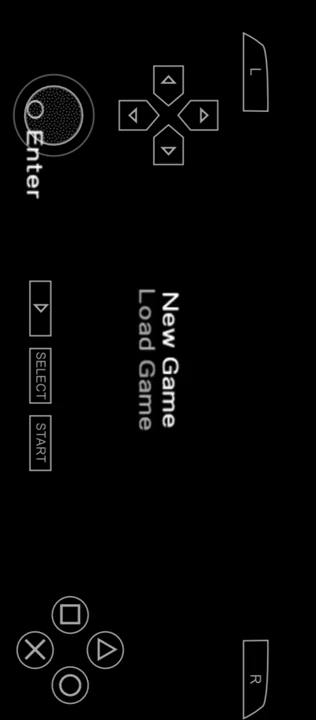 L
R
New Game
Load Game
Enter
SELECT
START